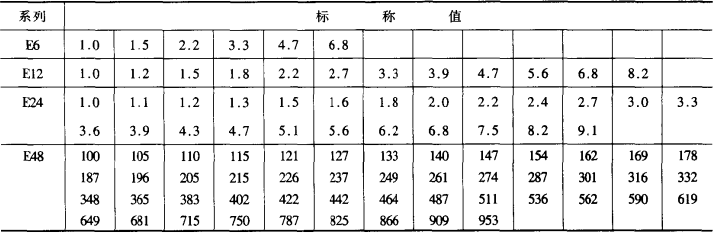 系列 标 称 值
E6 1.0 1.5 2.2 3.3 4.7 6.8
E12 1.0 1.2 1.5 1.8 2.2 2.7 3.3 3.9 4.7 5.6 6.8 8.2
E24 1.0 1.1 1.2 1.3 1.5 1.6 1.8 2.0 2.2 2.4 2.7 3.0 3.3
3.6 3.9 4.3 4.7 5.1 5.6 6.2 6.8 7.5 8.2 9.1
E48 100 105 110 115 121 127 133 140 147 154 162 169 178
187 196 205 215 226 237 249 261 274 287 301 316 332
348 365 383 402 422 442 464 487 511 536 562 590 619
649 681 715 750 787 825 866 909 953